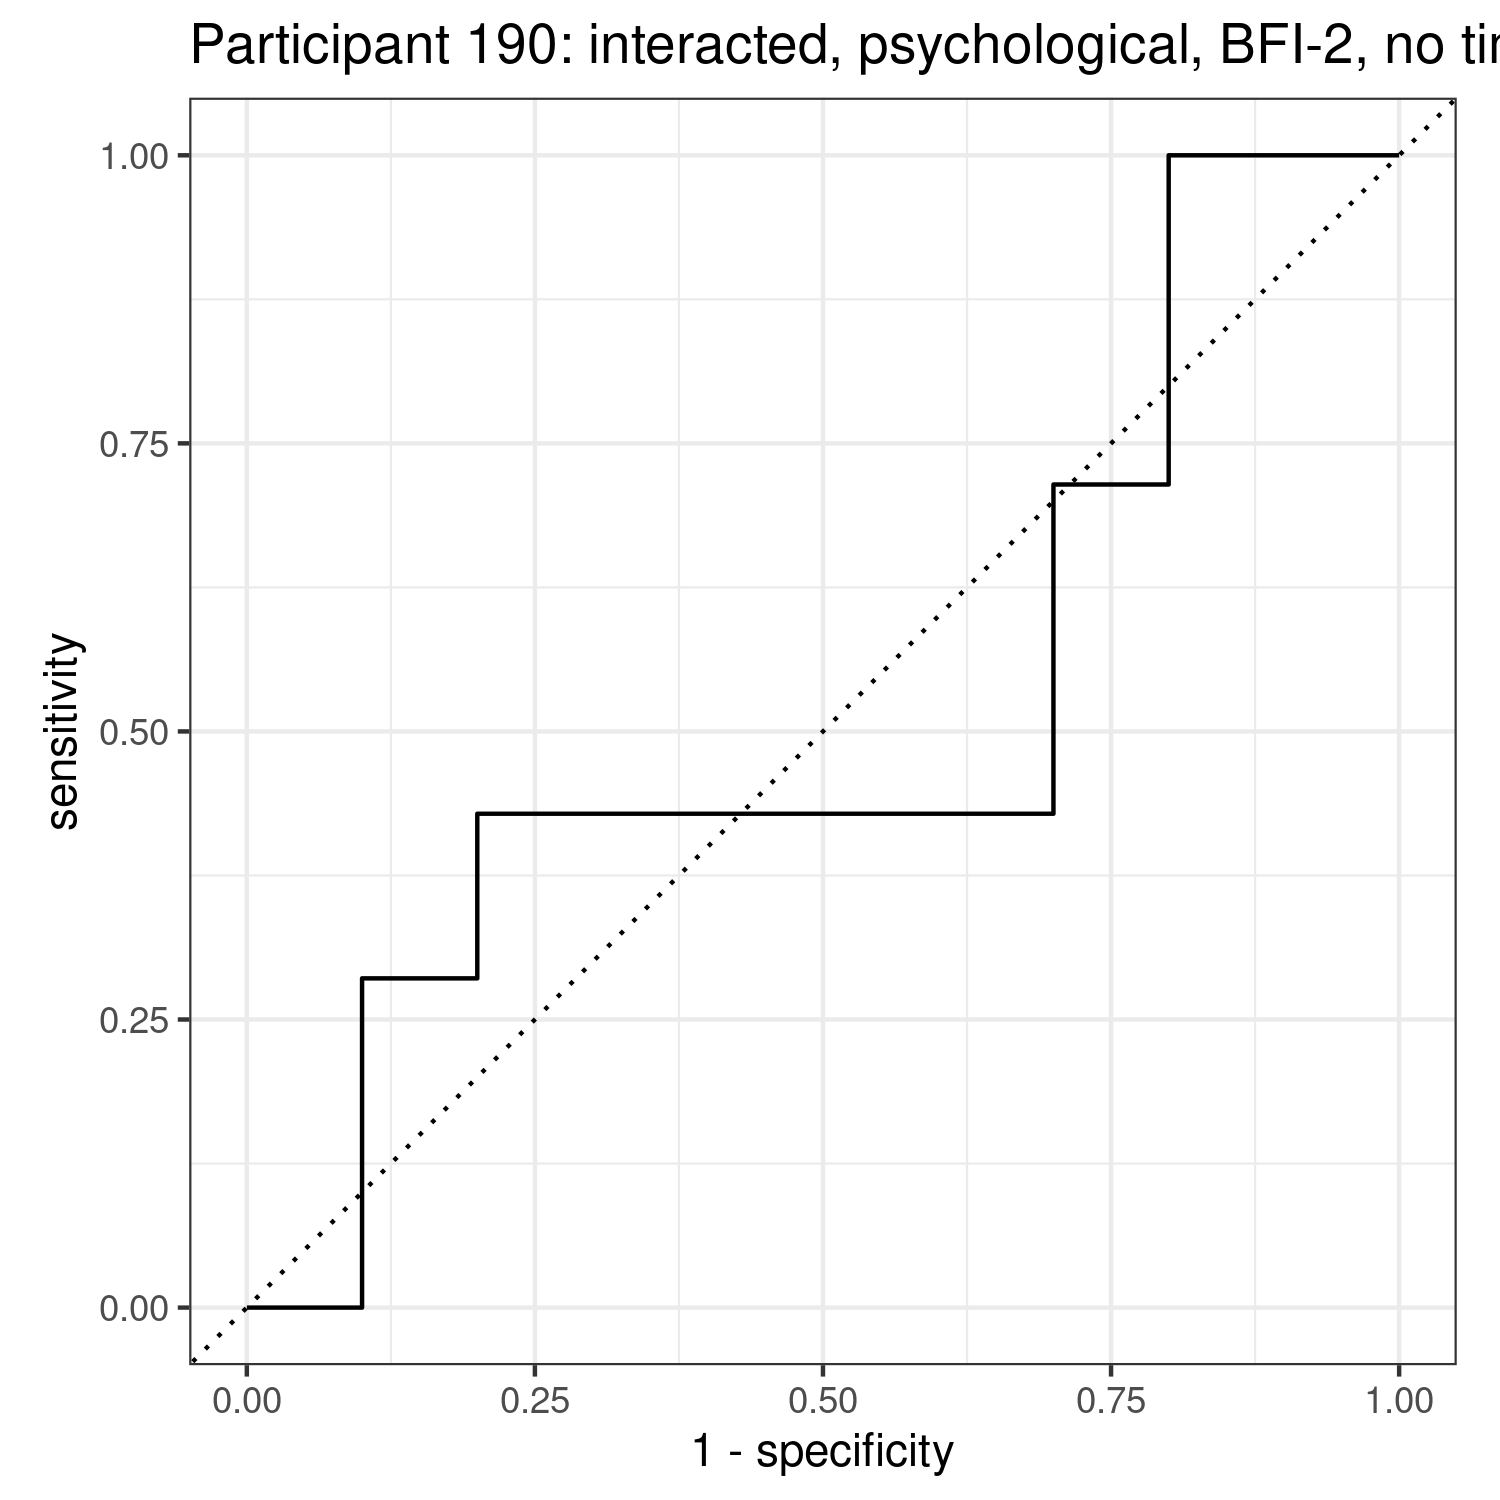 Participant 190: interacted, psychological, BFI-2, no
1.00
0.75
0.50
0.25
0.00
sensitivity
0.00 0.25 0.50 0.75 1.00
1 - specificity